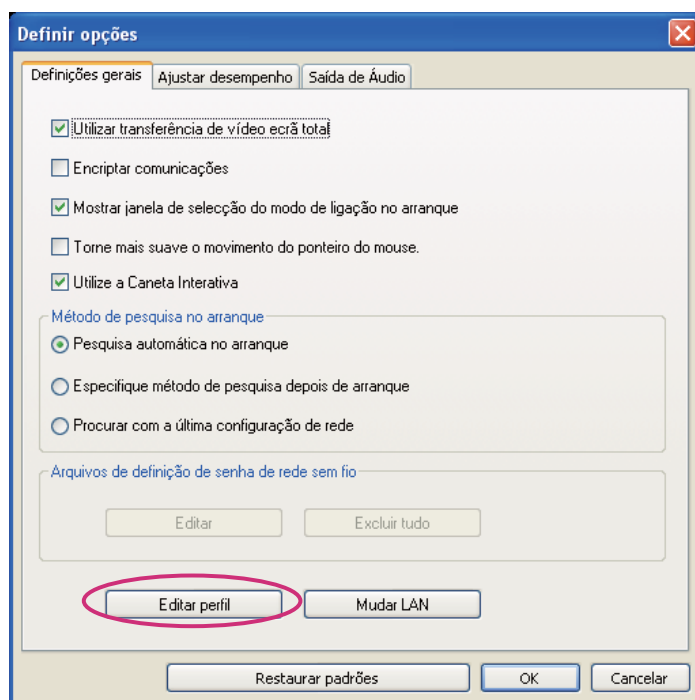 Definir opções
Definições gerais
Ajustar desempenho
Saída de Áudio
Utilizar transferência de vídeo ecrã total
Encriptar comunicações
Mostrar janela de selecção do modo de ligação no arranque
Torne mais suave o movimento do ponteiro do mouse.
Utilize a Caneta Interativa
Método de pesquisa no arranque
Pesquisa automática no arranque
Especifique método de pesquisa depois de arranque
Procurar com a última configuração de rede
Arquivos de definição de senha de rede sem fio
Editar
Excluir tudo
Editar perfil
Mudar LAN
Restaurar padrões
OK
Cancelar